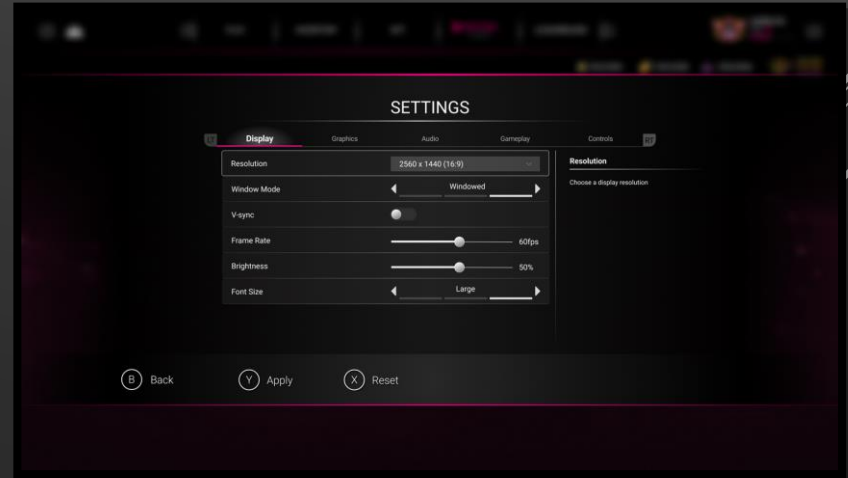 SETTINGS
LT Display Graphics Audio Gameplay Controls RT
Resolution 2560 x 1440 (16:9)
Window Mode Windowed
V-sync
Frame Rate 60fps
Brightness 50%
Font Size Large
Resolution
Choose a display resolution
B Back Y Apply X Reset